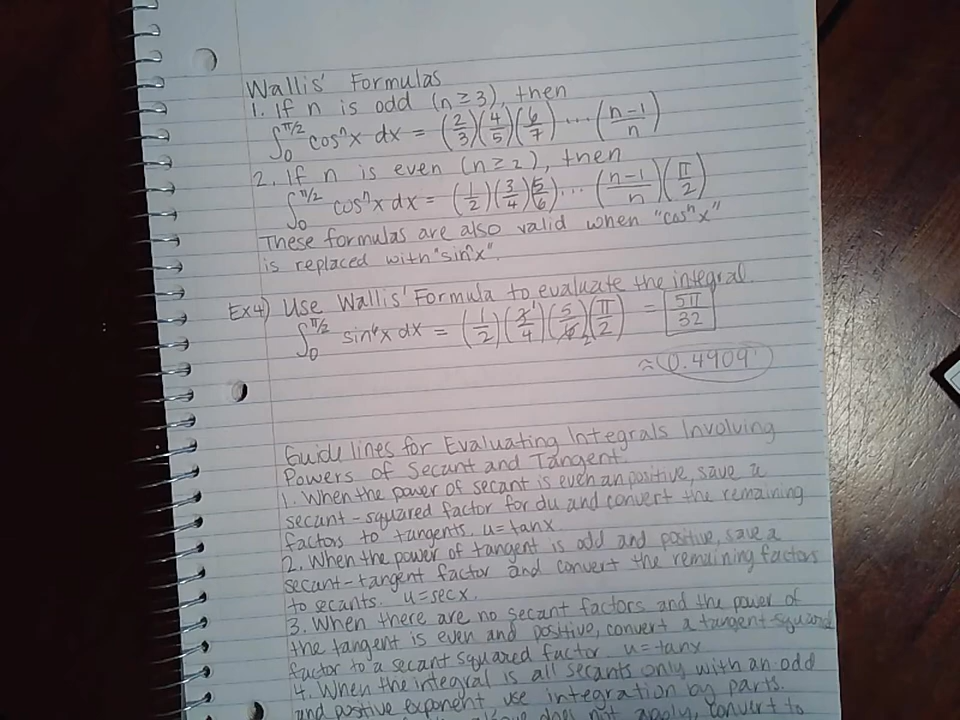 Wallis' Formulas
1. If n is odd (n ≥ 3), then
∫₀^(π/2) cosⁿx dx = (2/3)(4/5)(6/7) ... ((n-1)/n)
2. If n is even (n ≥ 2), then
∫₀^(π/2) cosⁿx dx = (1/2)(3/4)(5/6)... ((n-1)/n)(π/2)
These formulas are also valid when "cosⁿx"
is replaced with "sinⁿx".
Ex4) Use Wallis' Formula to evaluate the integral.
∫₀^(π/2) sin⁶x dx = (1/2)(3/4)(5/6)(π/2) = 5π/32
≈ 0.4909
Guidelines for Evaluating Integrals Involving
Powers of Secant and Tangent
1. When the power of secant is even an positive, save a
secant-squared factor for du and convert the remaining
factors to tangents. u=tanx
2. When the power of tangent is odd and positive, save a
secant-tangent factor and convert the remaining factors
to secants. u=secx.
3. When there are no secant factors and the power of
the tangent is even and positive, convert a tangent-squared
factor to a secant squared factor u=tanx
4. When the integral is all secants only with an odd
and positive exponent use integration by parts.
does not apply, convert to